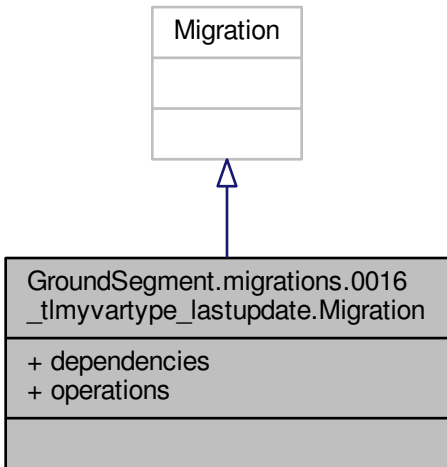 Migration
GroundSegment.migrations.0016
_tlmyvartype_lastupdate.Migration
+ dependencies
+ operations